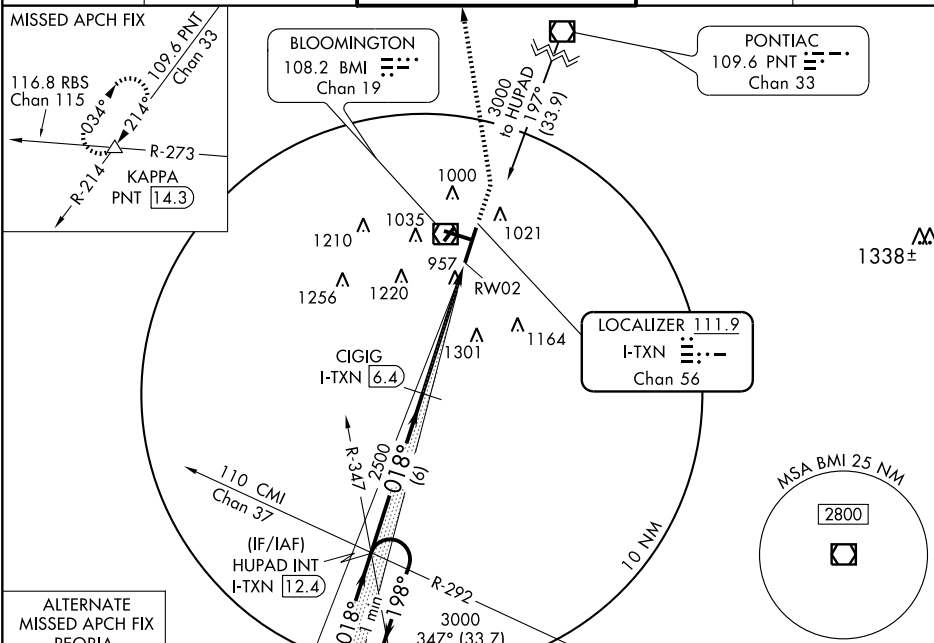 MISSED APCH FIX
109.6 PNT
Chan 33
116.8 RBS
Chan 115
034°
214°
R-273
R-214
KAPPA
PNT 14.3
BLOOMINGTON
108.2 BMI
Chan 19
3000
to HUPAD
197°
(33.9)
PONTIAC
109.6 PNT
Chan 33
1000
1035
1021
1210
957
1338±
1256
1220
RW02
1301
1164
LOCALIZER 111.9
I-TXN
Chan 56
CIGIG
I-TXN 6.4
R-347
2500
018°
(6)
110 CMI
Chan 37
(IF/IAF)
HUPAD INT
I-TXN 12.4
10 NM
MSA BMI 25 NM
2800
R-292
018°
1 min
198°
3000
347° (33.7)
ALTERNATE
MISSED APCH FIX
PEORIA